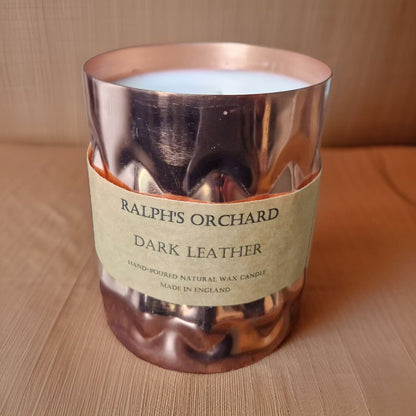 RALPH'S ORCHARD
DARK LEATHER
HAND-POURED NATURAL WAX CANDLE
MADE IN ENGLAND